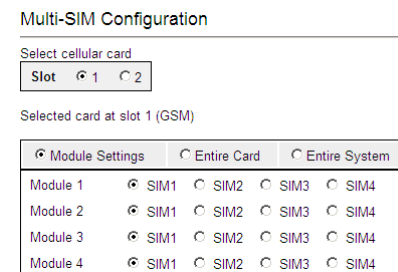 Multi-SIM Configuration
Select cellular card
Slot 1 2
Selected card at slot 1 (GSM)
Module Settings Entire Card Entire System
Module 1 SIM1 SIM2 SIM3 SIM4
Module 2 SIM1 SIM2 SIM3 SIM4
Module 3 SIM1 SIM2 SIM3 SIM4
Module 4 SIM1 SIM2 SIM3 SIM4